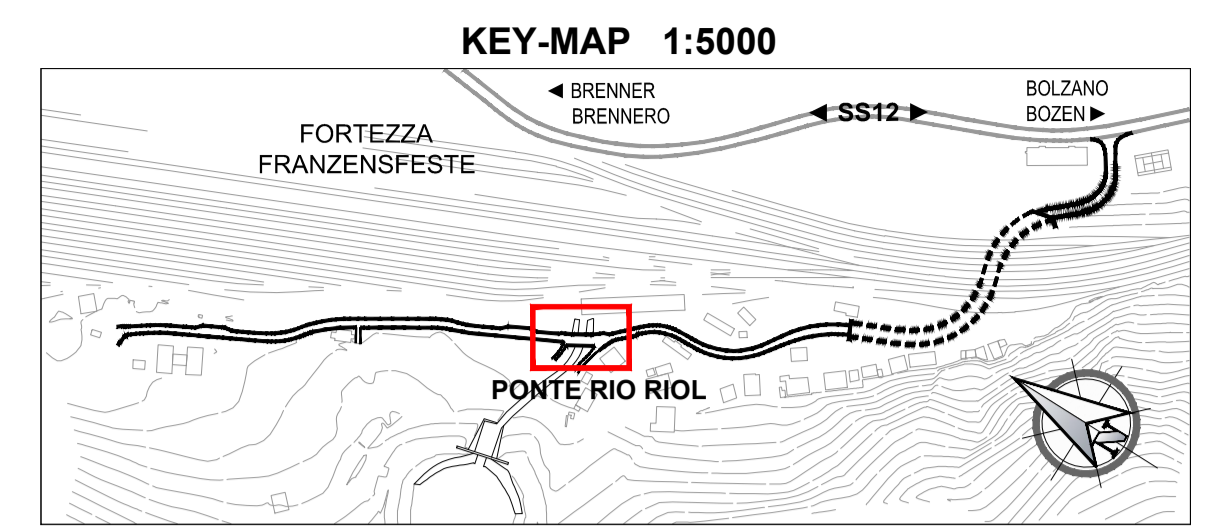 KEY-MAP 1:5000
◄ BRENNER
BRENNERO
BOLZANO
BOZEN ►
◄ SS12 ►
FORTEZZA
FRANZENSFESTE
PONTE RIO RIOL